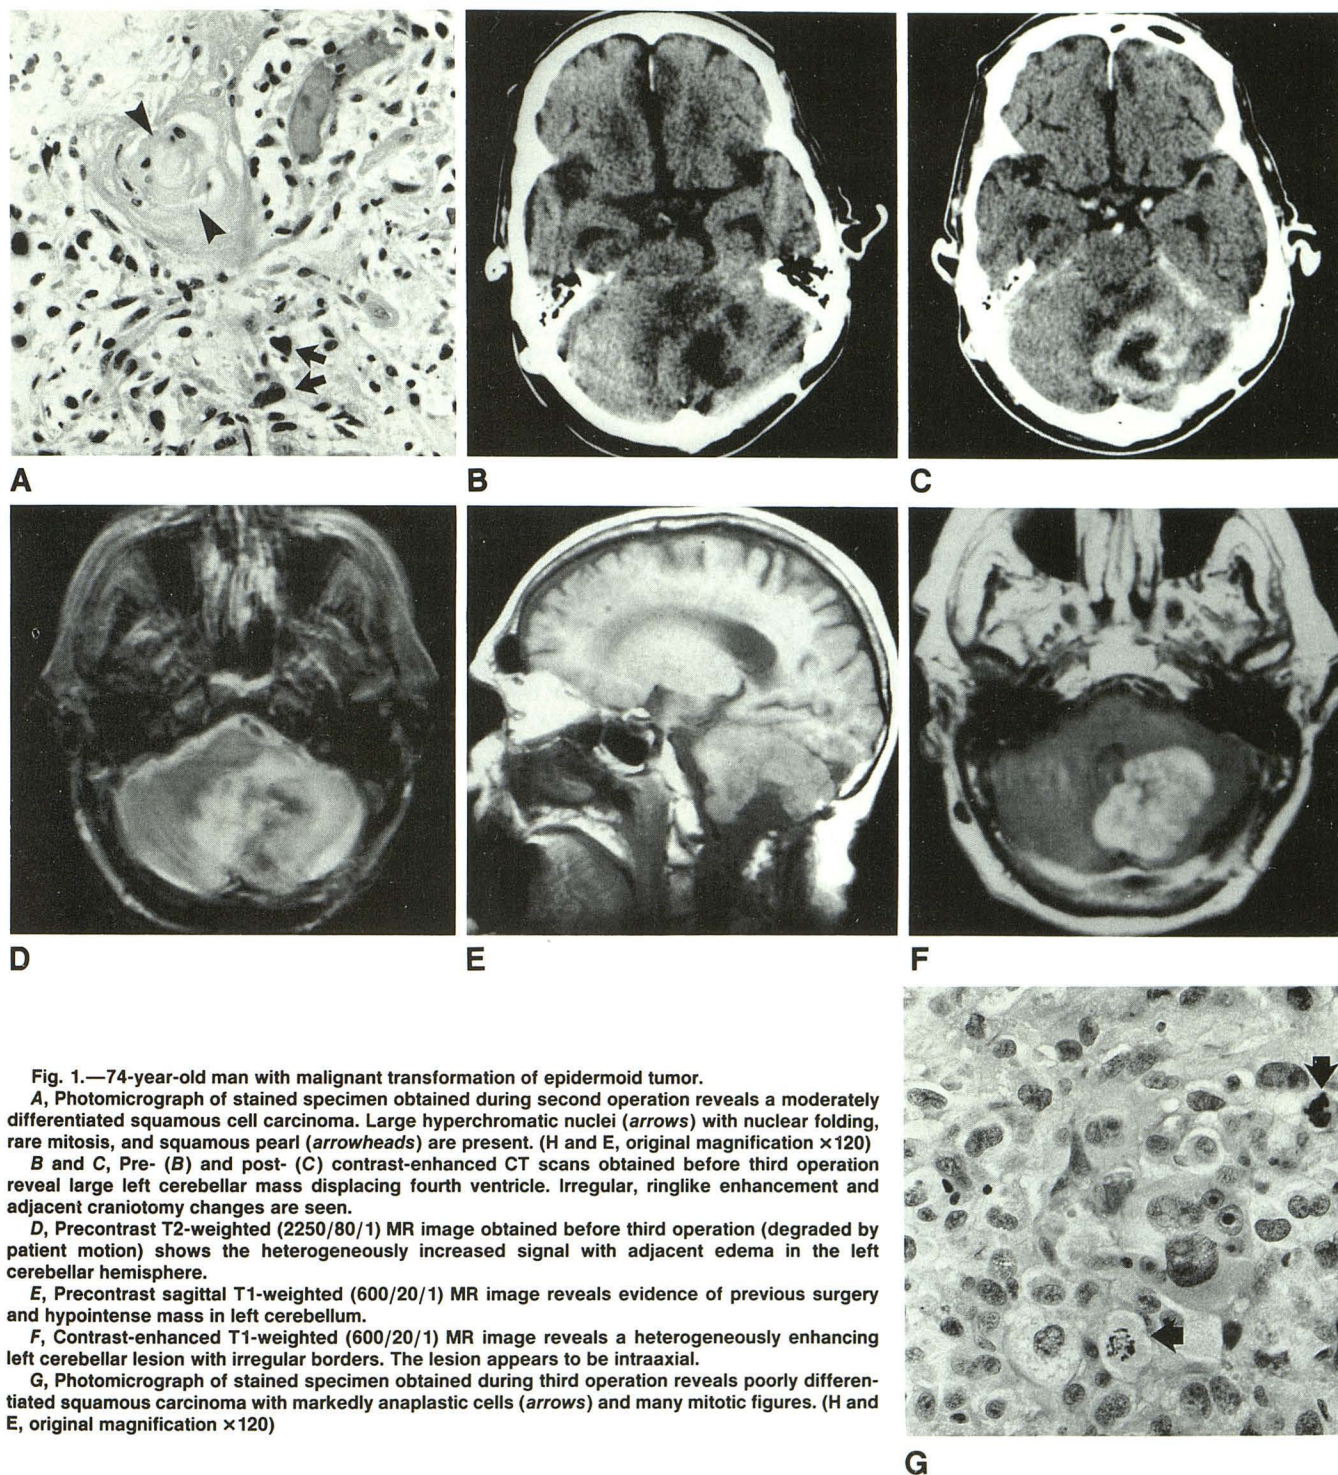 A
B
C
D
E
F
Fig. 1.—74-year-old man with malignant transformation of epidermoid tumor.
A, Photomicrograph of stained specimen obtained during second operation reveals a moderately
differentiated squamous cell carcinoma. Large hyperchromatic nuclei (arrows) with nuclear folding,
rare mitosis, and squamous pearl (arrowheads) are present. (H and E, original magnification ×120)
B and C, Pre- (B) and post- (C) contrast-enhanced CT scans obtained before third operation
reveal large left cerebellar mass displacing fourth ventricle. Irregular, ringlike enhancement and
adjacent craniotomy changes are seen.
D, Precontrast T2-weighted (2250/80/1) MR image obtained before third operation (degraded by
patient motion) shows the heterogeneously increased signal with adjacent edema in the left
cerebellar hemisphere.
E, Precontrast sagittal T1-weighted (600/20/1) MR image reveals evidence of previous surgery
and hypointense mass in left cerebellum.
F, Contrast-enhanced T1-weighted (600/20/1) MR image reveals a heterogeneously enhancing
left cerebellar lesion with irregular borders. The lesion appears to be intraaxial.
G, Photomicrograph of stained specimen obtained during third operation reveals poorly differen-
tiated squamous carcinoma with markedly anaplastic cells (arrows) and many mitotic figures. (H and
E, original magnification ×120)
G